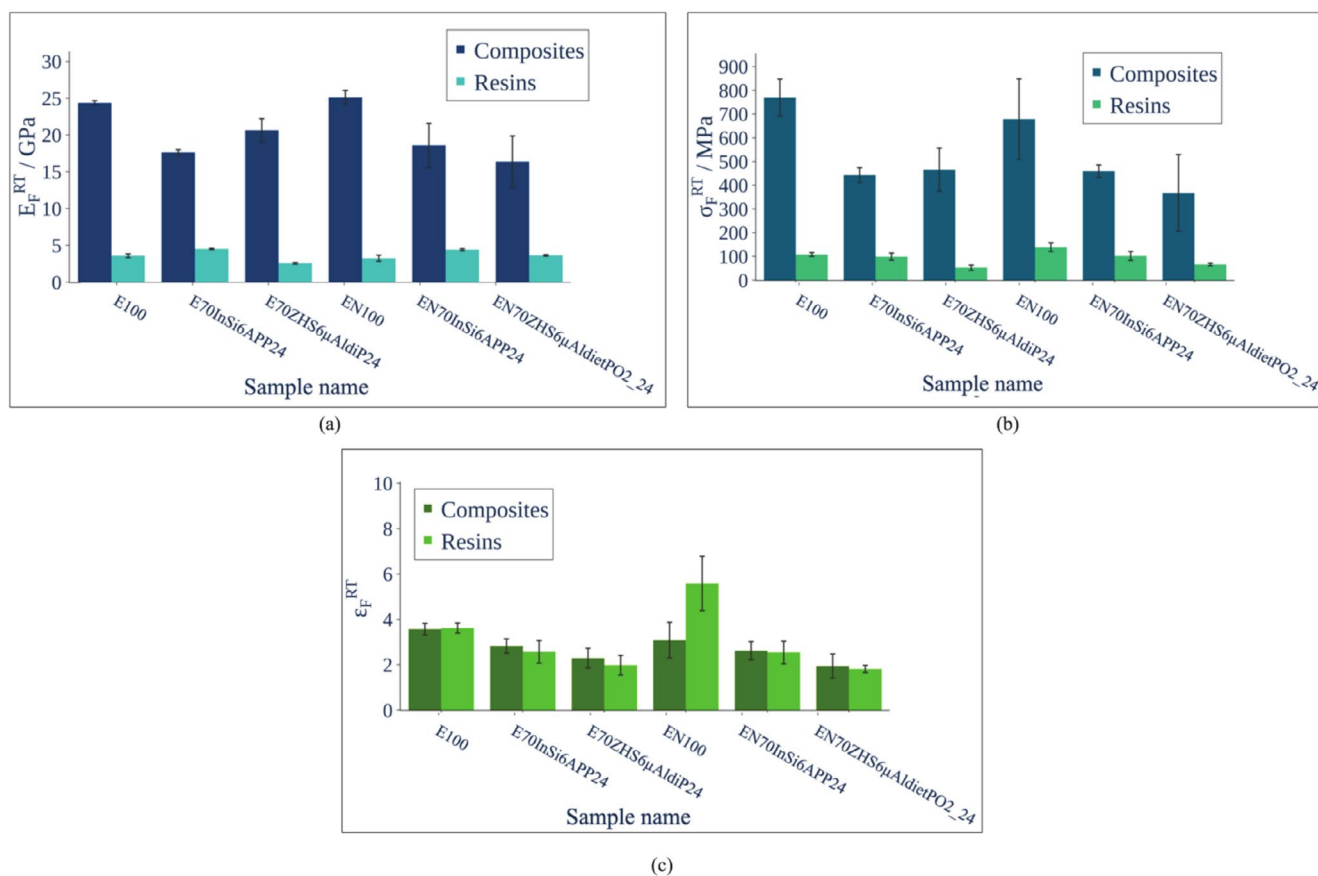 30
25
20
15
10
5
0
E_F^RT / GPa
Composites
Resins
E100
E70InSi6APP24
E70ZHS6μAldiP24
EN100
EN70InSi6APP24
EN70ZHS6μAldietPO2_24
Sample name
(a)
900
800
700
600
500
400
300
200
100
0
σ_F^RT / MPa
Composites
Resins
E100
E70InSi6APP24
E70ZHS6μAldiP24
EN100
EN70InSi6APP24
EN70ZHS6μAldietPO2_24
Sample name
(b)
10
8
6
4
2
0
ε_F^RT
Composites
Resins
E100
E70InSi6APP24
E70ZHS6μAldiP24
EN100
EN70InSi6APP24
EN70ZHS6μAldietPO2_24
Sample name
(c)